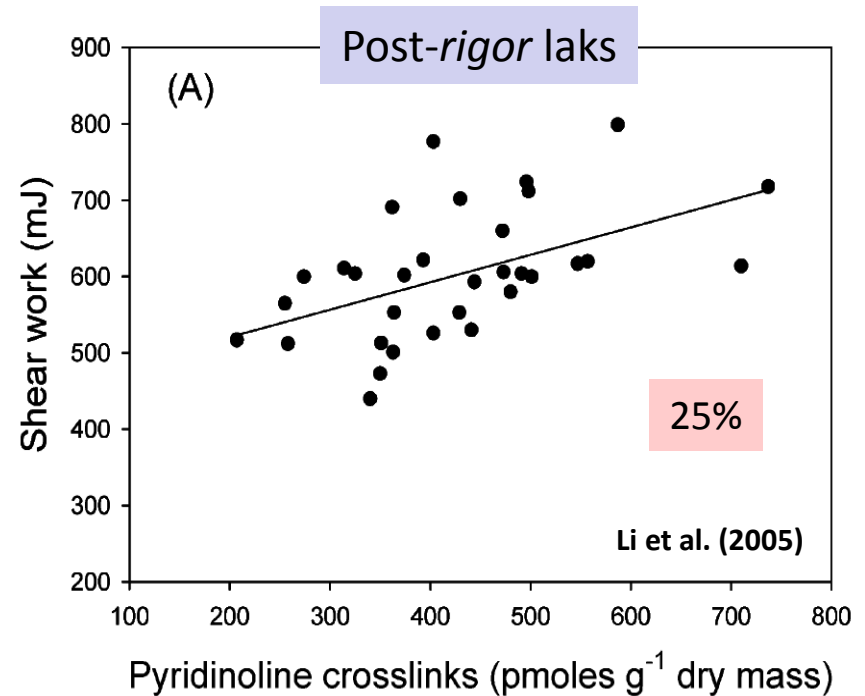 Post-rigor laks
(A)
Shear work (mJ)
900
800
700
600
500
400
300
200
25%
Li et al. (2005)
100 200 300 400 500 600 700 800
Pyridinoline crosslinks (pmoles g⁻¹ dry mass)